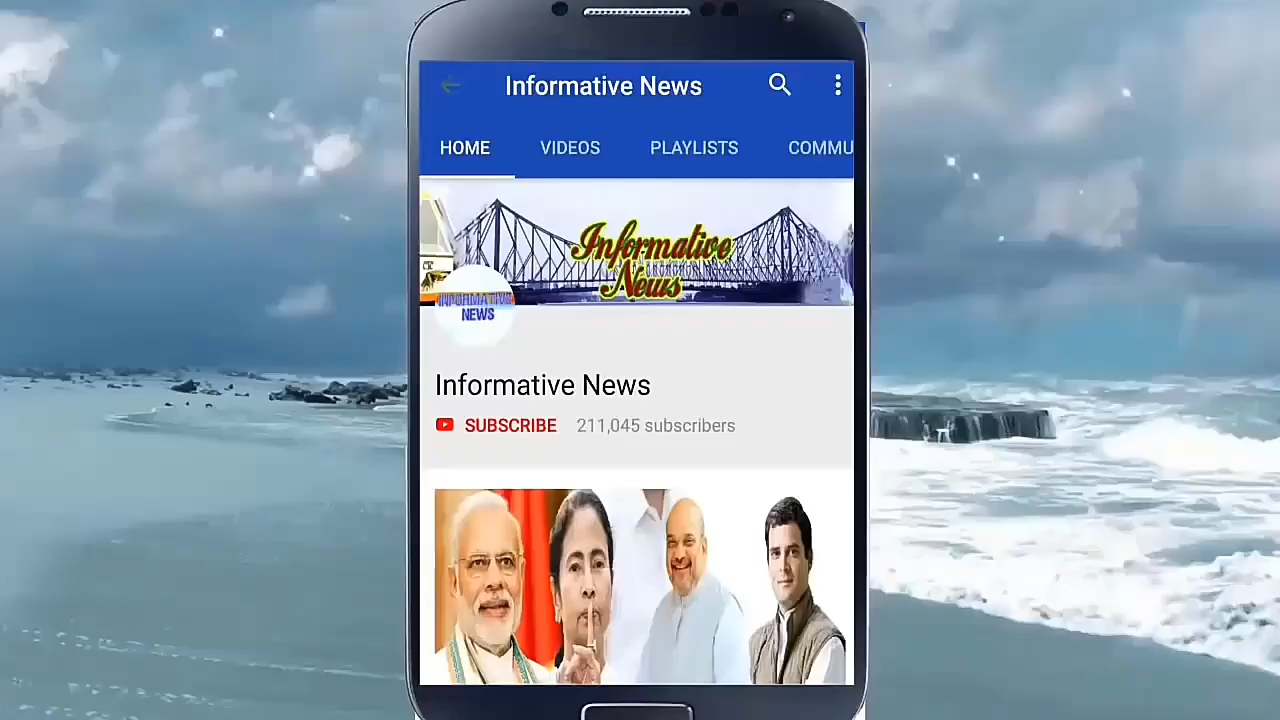 Informative News
HOME VIDEOS PLAYLISTS COMMU
Informative
News
INFORMATIVE
NEWS
Informative News
SUBSCRIBE 211,045 subscribers